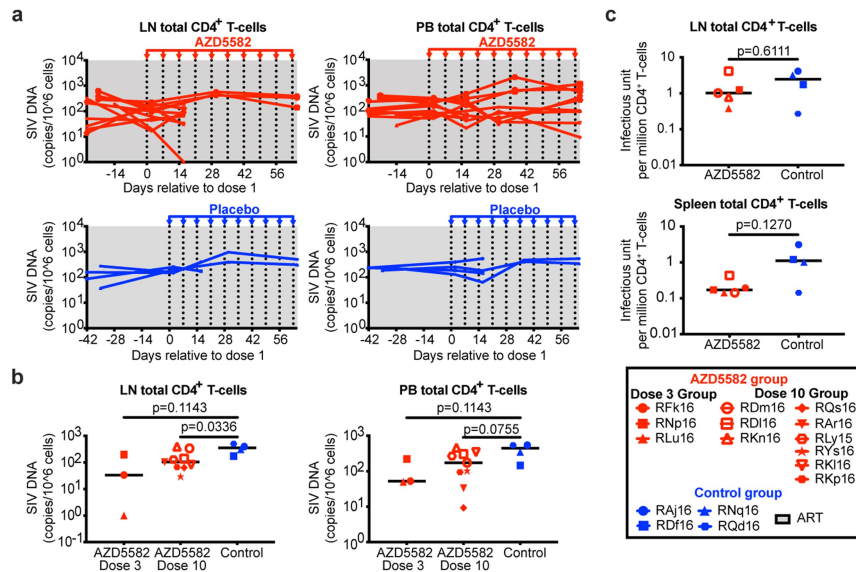 a
LN total CD4+ T-cells
AZD5582
SIV DNA
(copies/10^6 cells)
10^4
10^3
10^2
10^1
10^0
-14 0 14 28 42 56
Days relative to dose 1
PB total CD4+ T-cells
AZD5582
SIV DNA
(copies/10^6 cells)
10^4
10^3
10^2
10^1
10^0
-14 0 14 28 42 56
Days relative to dose 1
Placebo
SIV DNA
(copies/10^6 cells)
10^4
10^3
10^2
10^1
10^0
-42 -28 -14 0 14 28 42 56
Days relative to dose 1
Placebo
SIV DNA
(copies/10^6 cells)
10^4
10^3
10^2
10^1
10^0
-42 -28 -14 0 14 28 42 56
Days relative to dose 1
b
LN total CD4+ T-cells
p=0.1143
p=0.0336
SIV DNA
(copies/10^6 cells)
10^3
10^2
10^1
10^0
10^-1
AZD5582 AZD5582 Control
Dose 3 Dose 10
PB total CD4+ T-cells
p=0.1143
p=0.0755
SIV DNA
(copies/10^6 cells)
10^3
10^2
10^1
10^0
AZD5582 AZD5582 Control
Dose 3 Dose 10
c
LN total CD4+ T-cells
p=0.6111
Infectious unit
per million CD4+ T-cells
10
1
0.1
0.01
AZD5582 Control
Spleen total CD4+ T-cells
p=0.1270
Infectious unit
per million CD4+ T-cells
10
1
0.1
0.01
AZD5582 Control
AZD5582 group
Dose 3 Group Dose 10 Group
RFk16 RDm16 RQs16
RNp16 RDl16 RAr16
RLu16 RKn16 RLy15
RYs16
RKl16
RKp16
Control group
RAj16 RNq16
RDf16 RQd16
ART